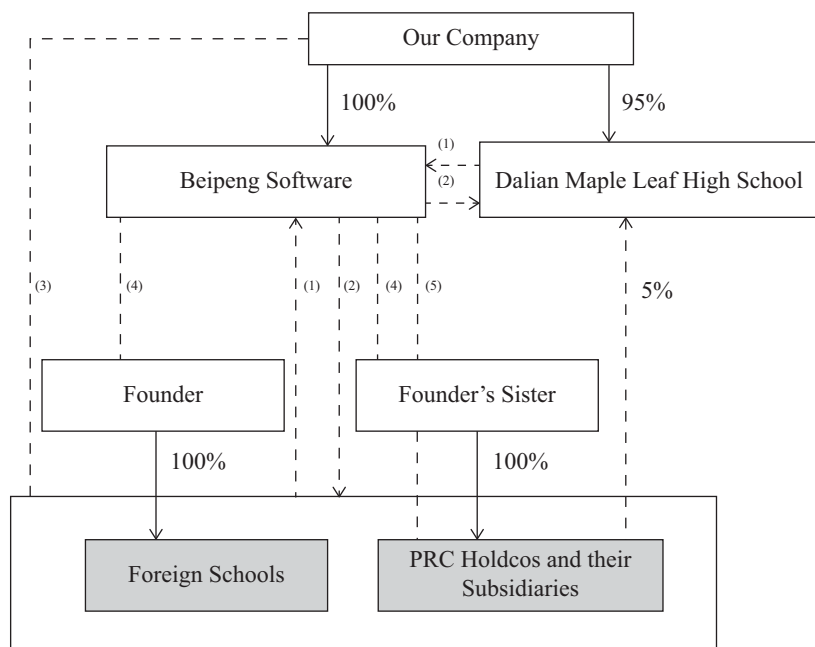 Our Company
100%
95%
(1)
Beipeng Software
(2)
Dalian Maple Leaf High School
(3)
(4)
(1)
(2)
(4)
(5)
5%
Founder
Founder’s Sister
100%
100%
Foreign Schools
PRC Holdcos and their
Subsidiaries